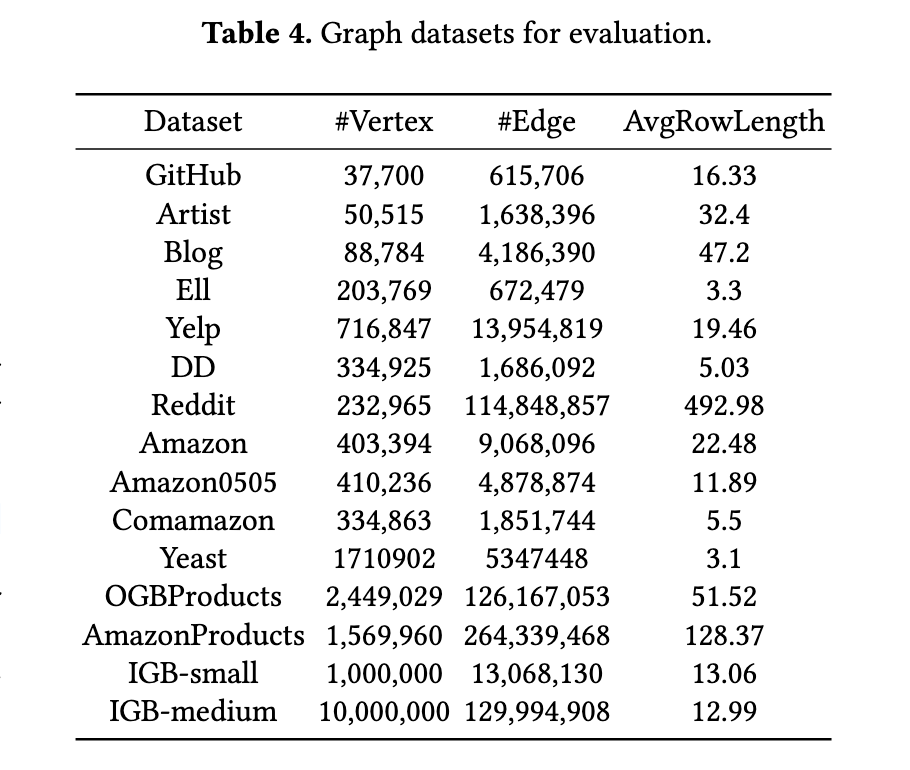 Table 4. Graph datasets for evaluation.
Dataset #Vertex #Edge AvgRowLength
GitHub 37,700 615,706 16.33
Artist 50,515 1,638,396 32.4
Blog 88,784 4,186,390 47.2
Ell 203,769 672,479 3.3
Yelp 716,847 13,954,819 19.46
DD 334,925 1,686,092 5.03
Reddit 232,965 114,848,857 492.98
Amazon 403,394 9,068,096 22.48
Amazon0505 410,236 4,878,874 11.89
Comamazon 334,863 1,851,744 5.5
Yeast 1710902 5347448 3.1
OGBProducts 2,449,029 126,167,053 51.52
AmazonProducts 1,569,960 264,339,468 128.37
IGB-small 1,000,000 13,068,130 13.06
IGB-medium 10,000,000 129,994,908 12.99